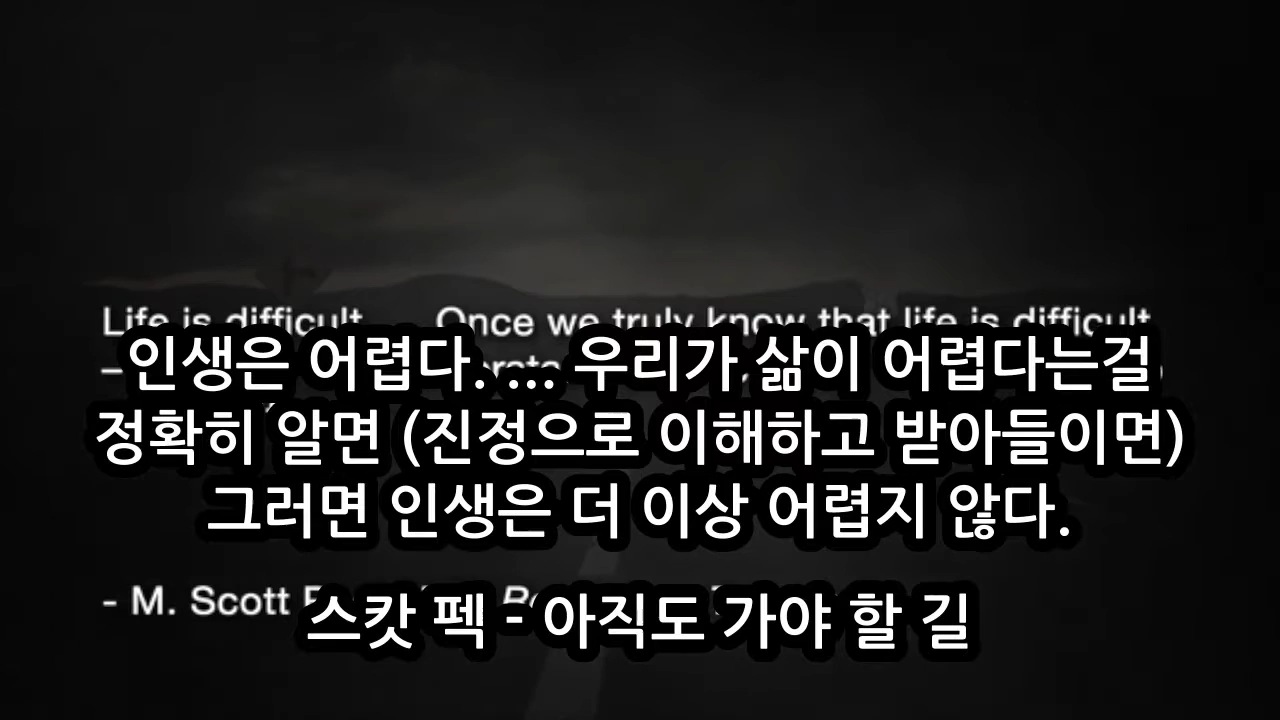 Life is difficult. ... Once we truly know that life is difficult
–
인생은 어렵다. ... 우리가 삶이 어렵다는걸
정확히 알면 (진정으로 이해하고 받아들이면)
그러면 인생은 더 이상 어렵지 않다.
- M. Scott
스캇 펙 - 아직도 가야 할 길